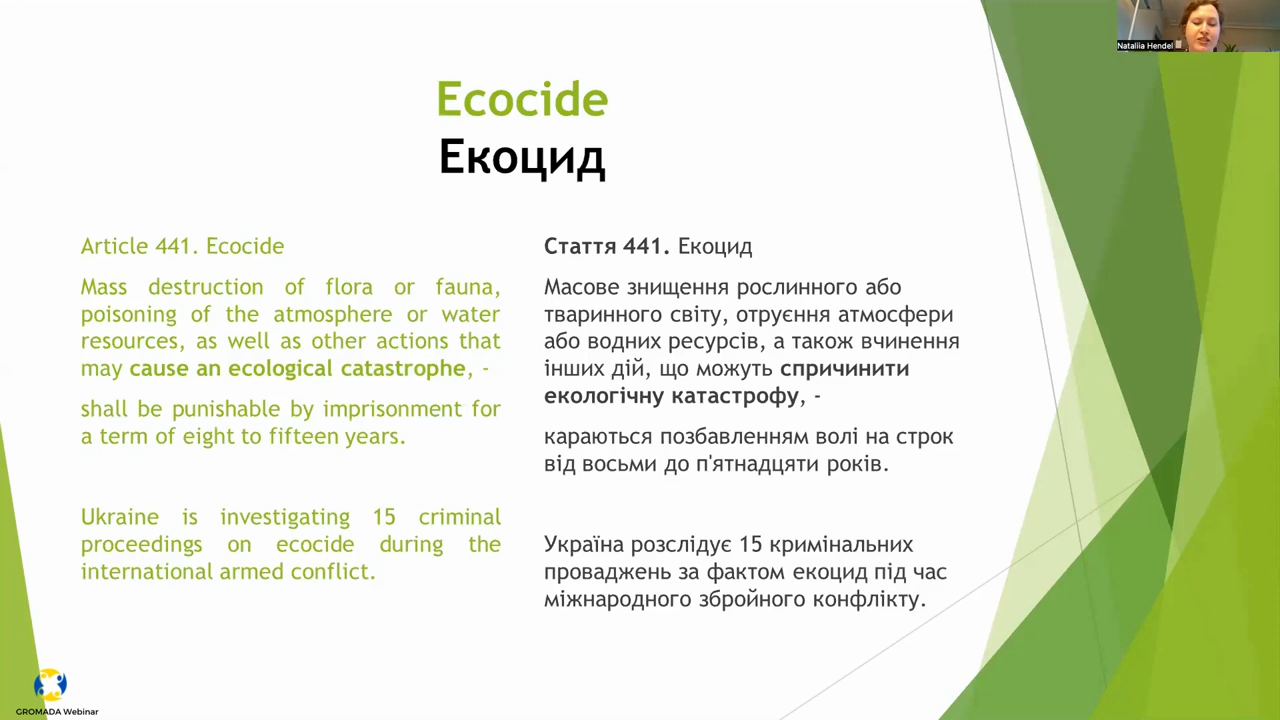 Nataliia Hendel
Ecocide
Екоцид
Article 441. Ecocide
Mass destruction of flora or fauna,
poisoning of the atmosphere or water
resources, as well as other actions that
may cause an ecological catastrophe, -
shall be punishable by imprisonment for
a term of eight to fifteen years.
Ukraine is investigating 15 criminal
proceedings on ecocide during the
international armed conflict.
Стаття 441. Екоцид
Масове знищення рослинного або
тваринного світу, отруєння атмосфери
або водних ресурсів, а також вчинення
інших дій, що можуть спричинити
екологічну катастрофу, -
караються позбавленням волі на строк
від восьми до п'ятнадцяти років.
Україна розслідує 15 кримінальних
проваджень за фактом екоцид під час
міжнародного збройного конфлікту.
GROMADA Webinar